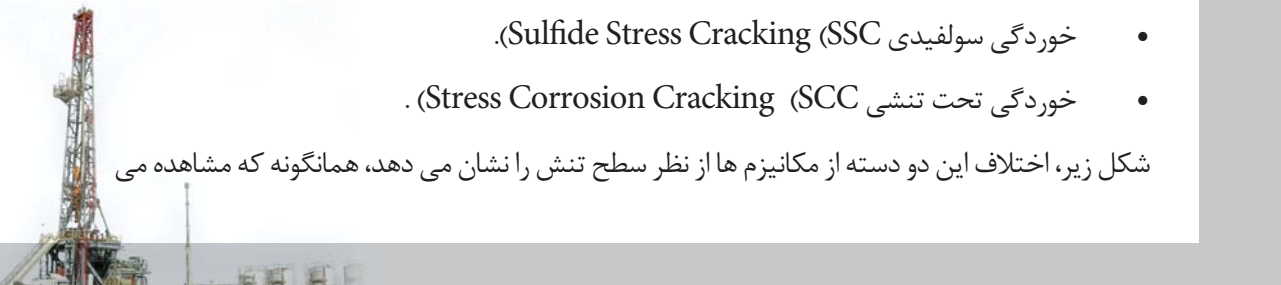 • خوردگی سولفیدی Sulfide Stress Cracking (SSC).
• خوردگی تحت تنشی Stress Corrosion Cracking (SCC) .
شکل زیر، اختلاف این دو دسته از مکانیزم ها از نظر سطح تنش را نشان می دهد، همانگونه که مشاهده می